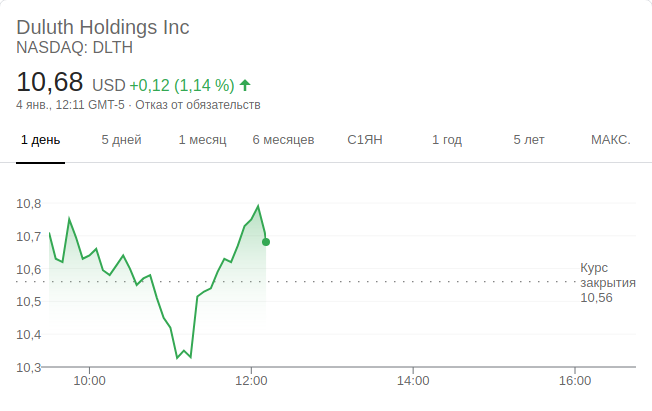 Duluth Holdings Inc
NASDAQ: DLTH
10,68 USD +0,12 (1,14 %)
4 янв., 12:11 GMT-5 · Отказ от обязательств
1 день 5 дней 1 месяц 6 месяцев С1ЯН 1 год 5 лет МАКС.
10,8
10,7
10,6
10,5
10,4
10,3
Курс
закрытия
10,56
10:00 12:00 14:00 16:00